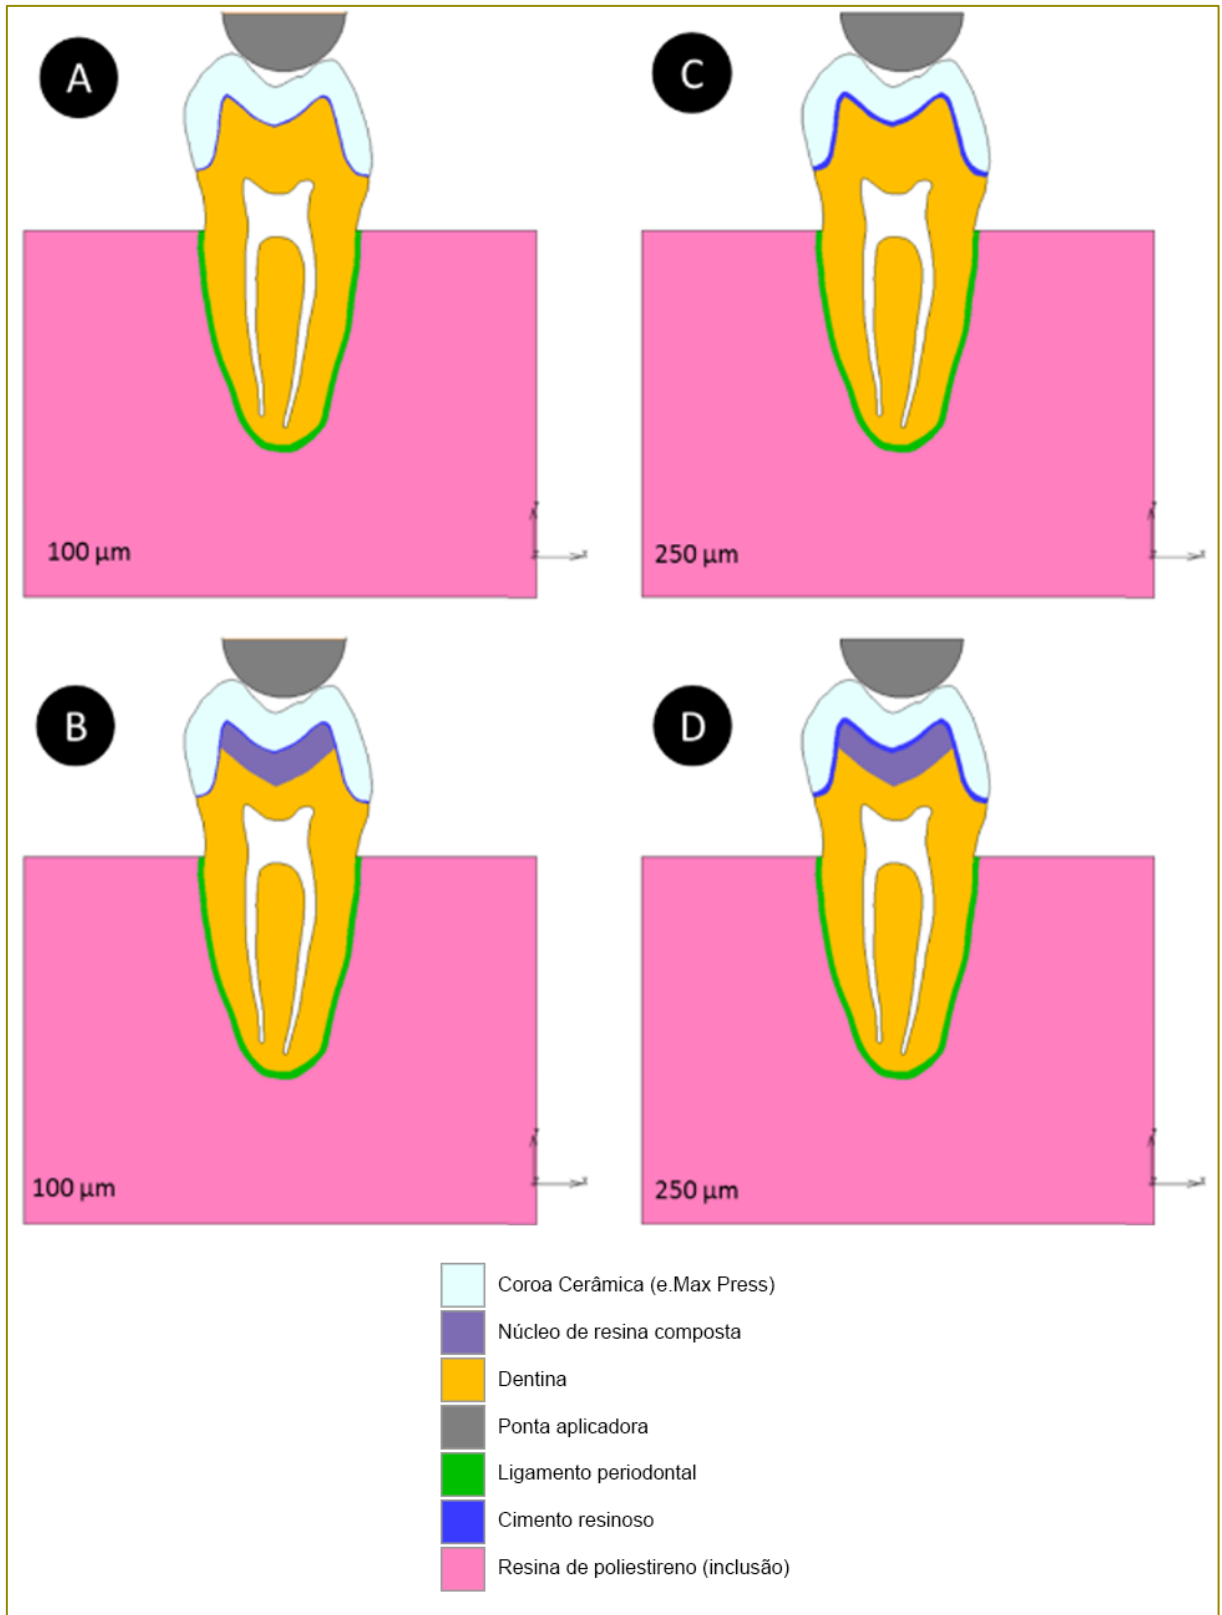 A
C
100 µm
250 µm
B
D
100 µm
250 µm
Coroa Cerâmica (e.Max Press)
Núcleo de resina composta
Dentina
Ponta aplicadora
Ligamento periodontal
Cimento resinoso
Resina de poliestireno (inclusão)